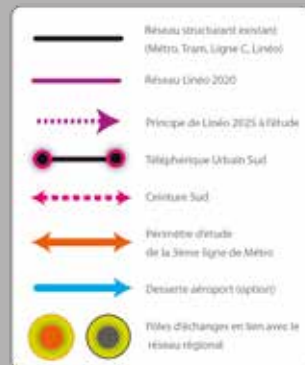 Réseau structurant existant
(Métro, Tram, Ligne C, Linéo)
Réseau Linéo 2020
Principe de Linéo 2025 à l'étude
Téléphérique Urbain Sud
Ceinture Sud
Périmètre d'étude
de la 3ème ligne de Métro
Desserte aéroport (option)
Pôles d'échanges en lien avec le
réseau régional